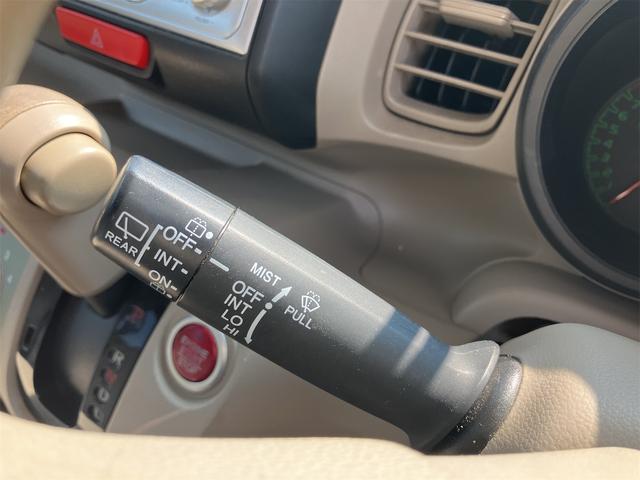 REAR
OFF-
INT-
ON-
MIST
OFF
INT
LO
HI
PULL
P
R